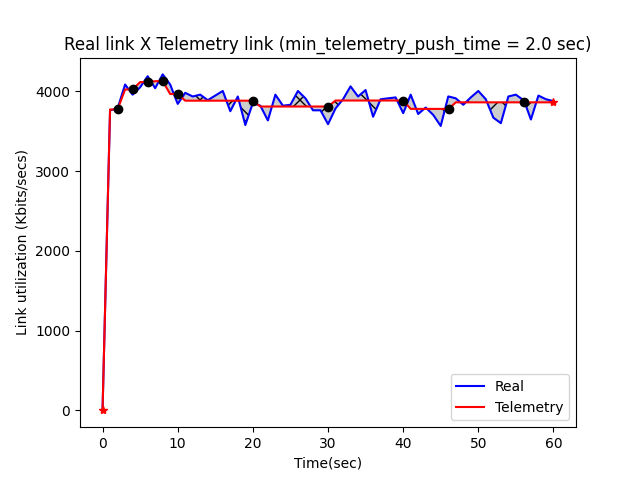 Real link X Telemetry link (min_telemetry_push_time = 2.0 sec)
Link utilization (Kbits/secs)
4000
3000
2000
1000
0
0 10 20 30 40 50 60
Time(sec)
Real
Telemetry